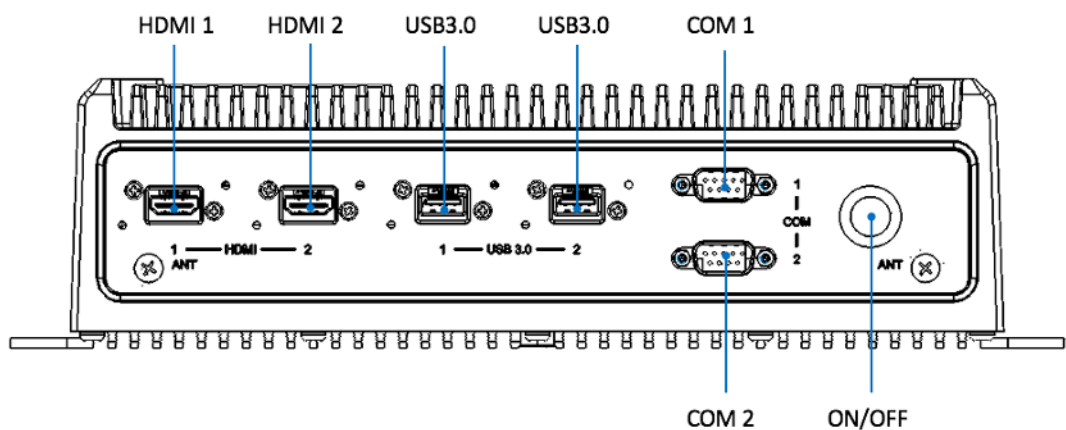 HDMI 1 HDMI 2 USB3.0 USB3.0 COM 1
1 HDMI 2 1 USB 3.0 2
1
COM
2
ANT ANT
COM 2 ON/OFF